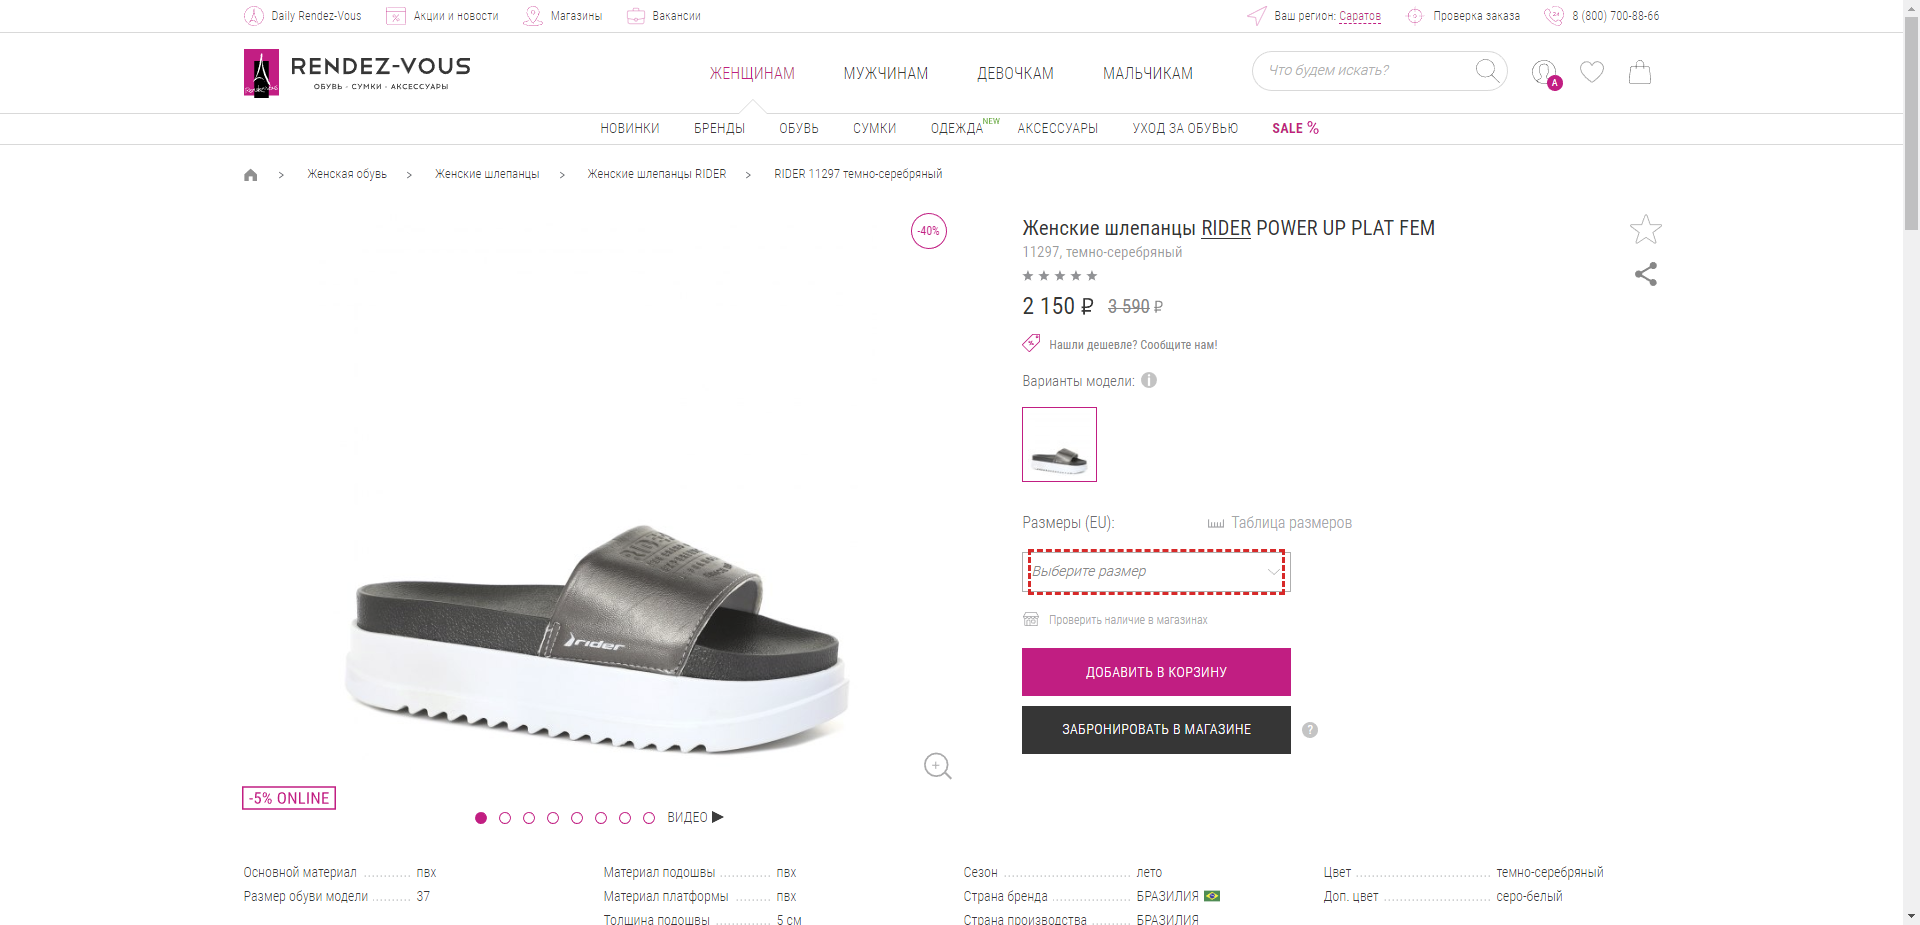 Daily Rendez-Vous Акции и новости Магазины Вакансии Ваш регион: Саратов Проверка заказа 8 (800) 700-88-66
RENDEZ-VOUS
ОБУВЬ · СУМКИ · АКСЕССУАРЫ
ЖЕНЩИНАМ МУЖЧИНАМ ДЕВОЧКАМ МАЛЬЧИКАМ
Что будем искать?
A
НОВИНКИ БРЕНДЫ ОБУВЬ СУМКИ ОДЕЖДА NEW АКСЕССУАРЫ УХОД ЗА ОБУВЬЮ SALE %
> Женская обувь > Женские шлепанцы > Женские шлепанцы RIDER > RIDER 11297 темно-серебряный
-40%
Женские шлепанцы RIDER POWER UP PLAT FEM
11297, темно-серебряный
2 150 ₽ 3 590 ₽
Нашли дешевле? Сообщите нам!
Варианты модели:
Размеры (EU): Таблица размеров
Выберите размер
Проверить наличие в магазинах
ДОБАВИТЬ В КОРЗИНУ
ЗАБРОНИРОВАТЬ В МАГАЗИНЕ ?
RIDER
rider
-5% ONLINE
ВИДЕО
Основной материал ............ пвх
Размер обуви модели .......... 37
Материал подошвы ............. пвх
Материал платформы ......... пвх
Толщина подошвы .............. 5 см
Сезон ................................ лето
Страна бренда .................... БРАЗИЛИЯ
Страна производства .......... БРАЗИЛИЯ
Цвет .................................. темно-серебряный
Доп. цвет ........................... серо-белый